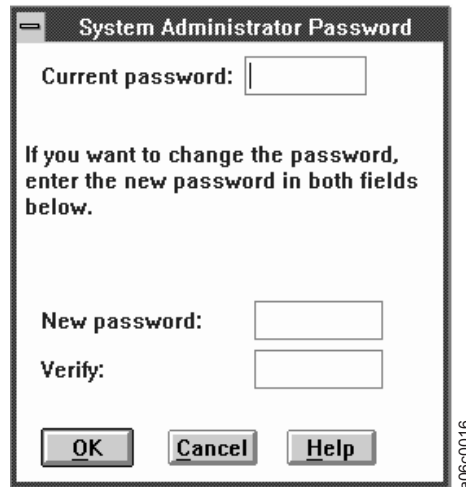 System Administrator Password
Current password:
If you want to change the password,
enter the new password in both fields
below.
New password:
Verify:
OK Cancel Help
a06c0016